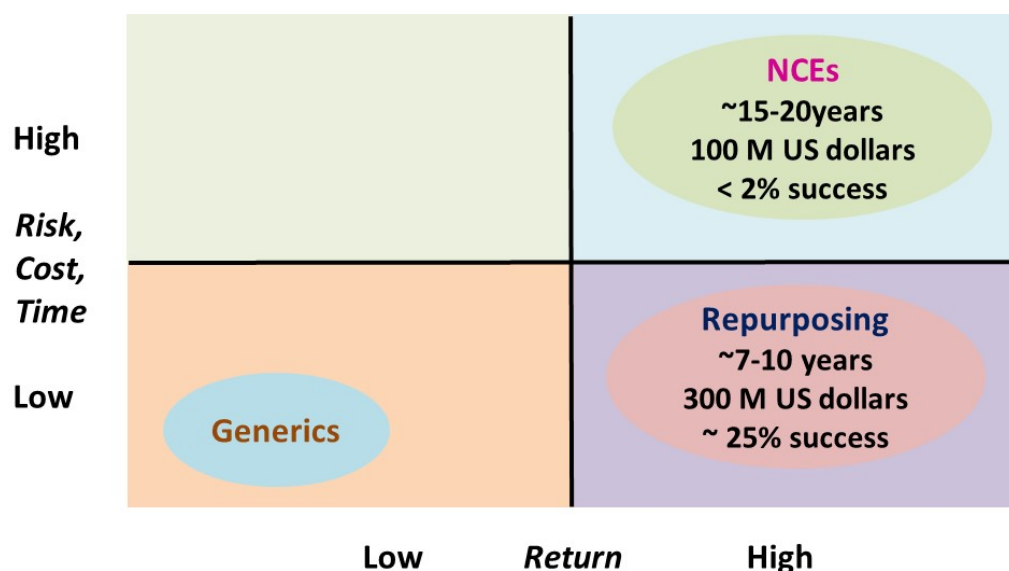 NCEs
~15-20years
100 M US dollars
< 2% success
High
Risk,
Cost,
Time
Low
Repurposing
~7-10 years
300 M US dollars
~ 25% success
Generics
Low Return High